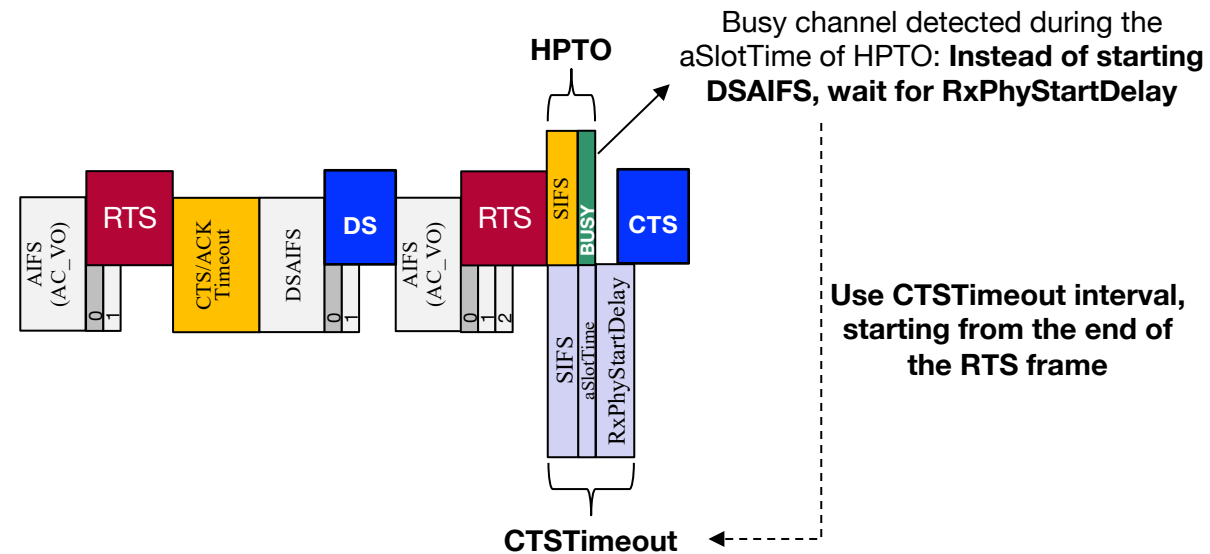 Busy channel detected during the
aSlotTime of HPTO: Instead of starting
DSAIFS, wait for RxPhyStartDelay
HPTO
AIFS
(AC_VO)
RTS
0
1
CTS/ACK
Timeout
DSAIFS
DS
0
1
AIFS
(AC_VO)
RTS
0
1
2
SIFS
BUSY
CTS
SIFS
aSlotTime
RxPhyStartDelay
Use CTSTimeout interval,
starting from the end of
the RTS frame
CTSTimeout